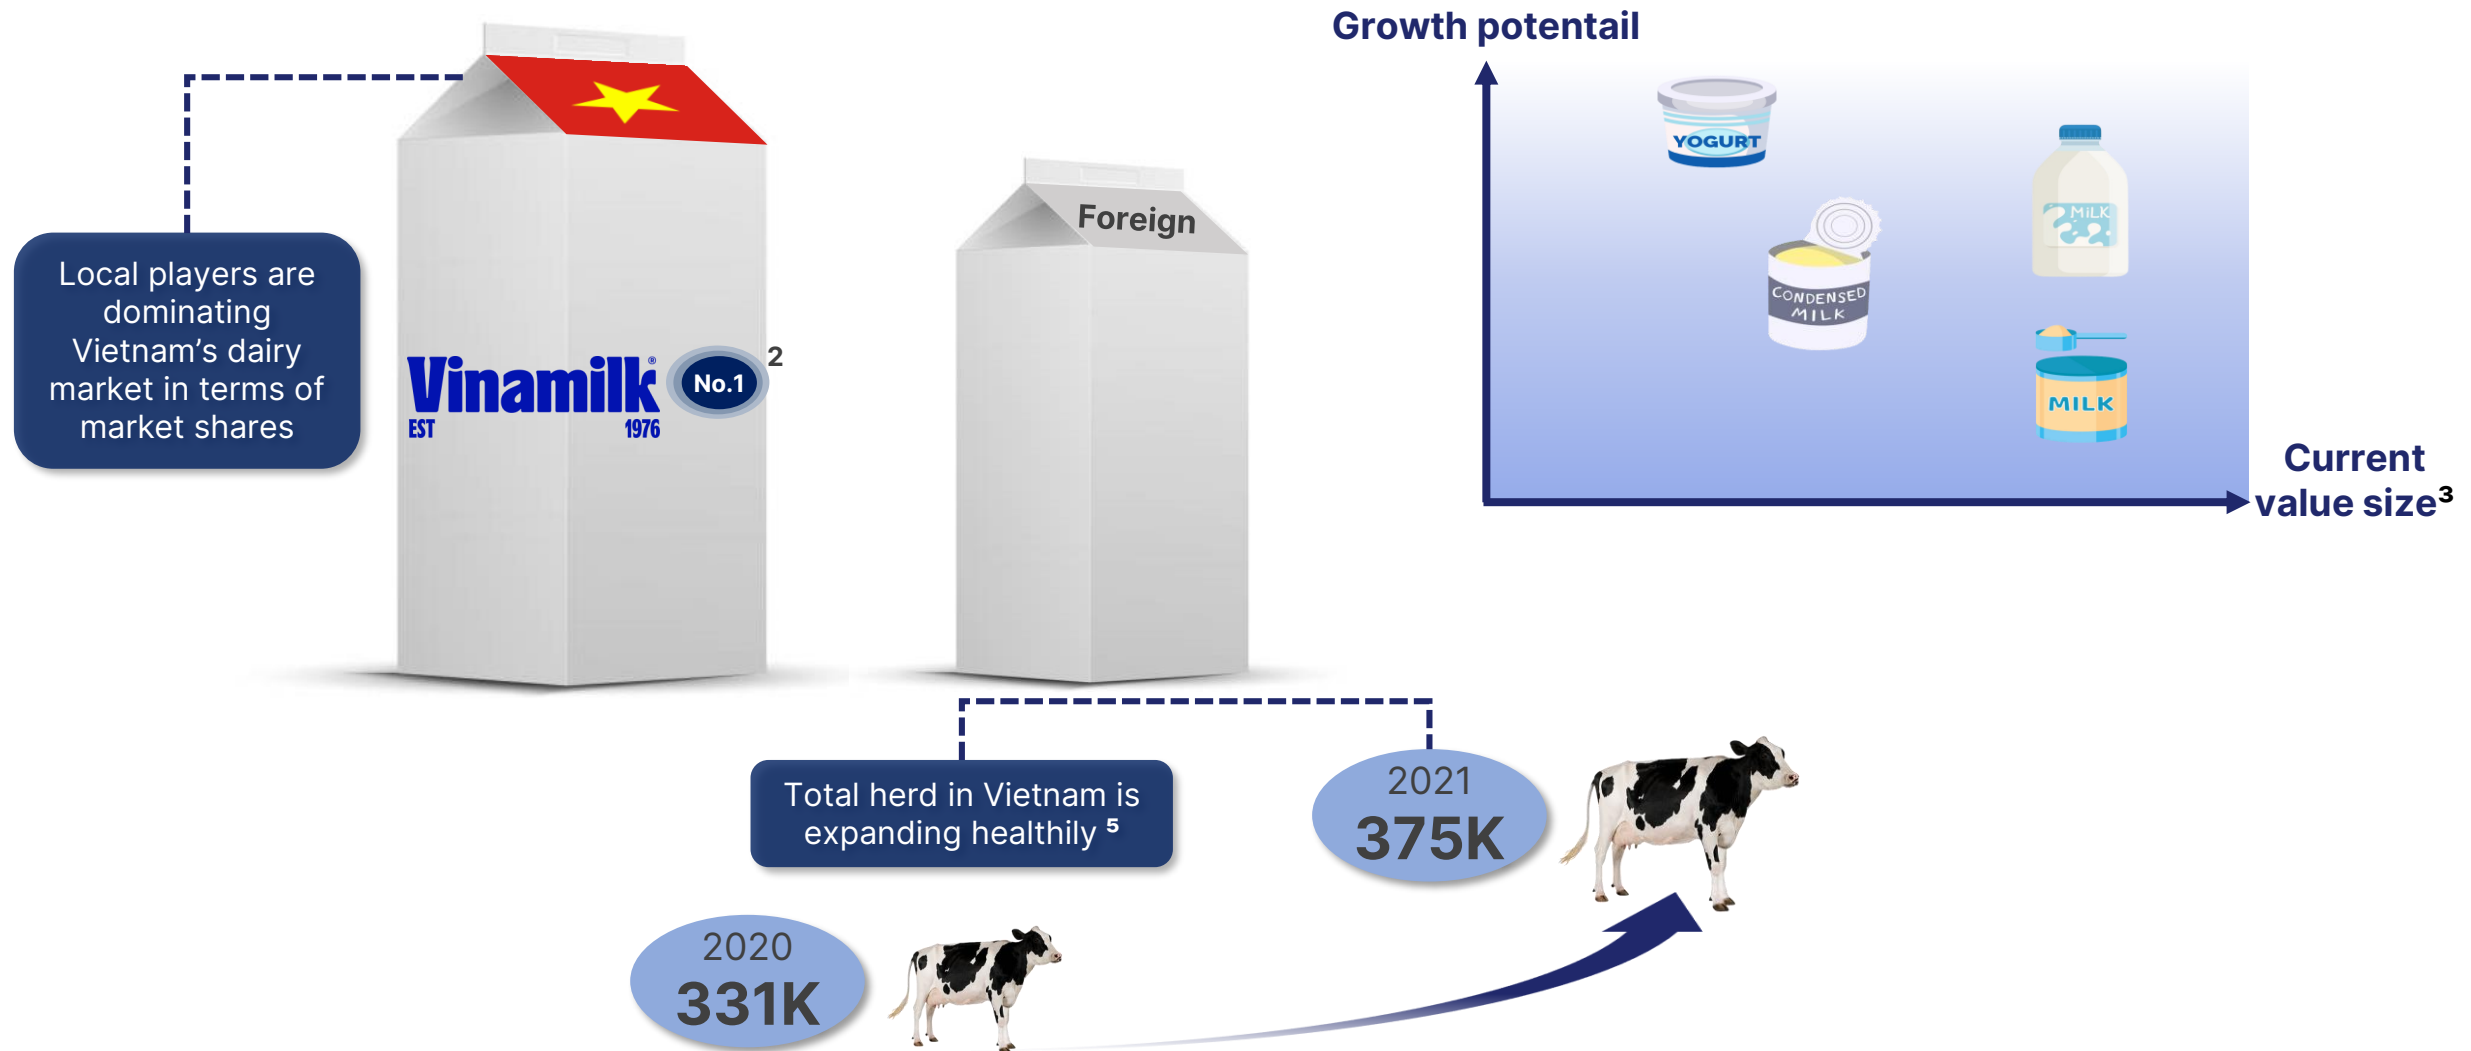 Growth potentail
Local players are
dominating
Vietnam’s dairy
market in terms of
market shares
Vinamilk®
EST 1976
No.1 2
Foreign
YOGURT
CONDENSED
MILK
MILK
MILK
Current
value size³
Total herd in Vietnam is
expanding healthily ⁵
2021
375K
2020
331K